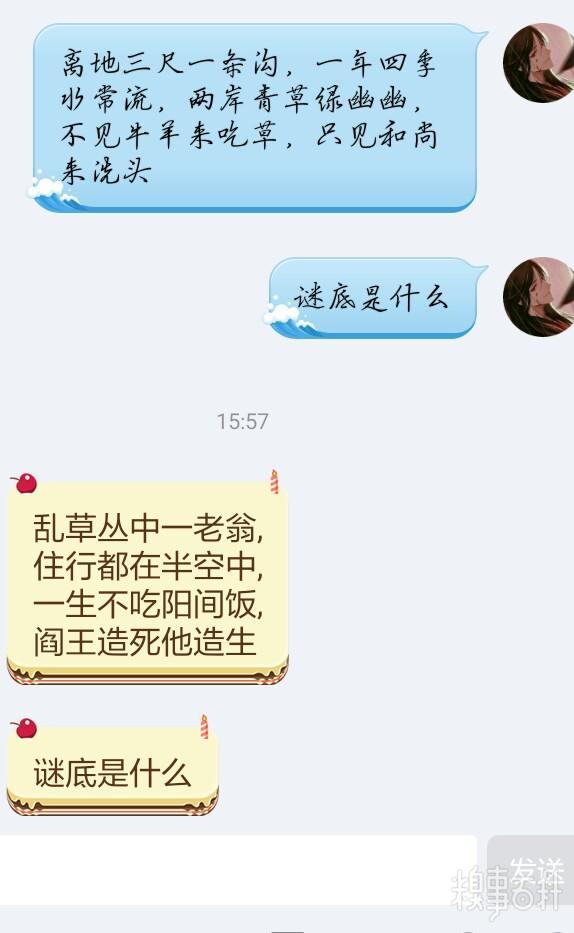 离地三尺一条沟，一年四季
水常流，两岸青草绿幽幽，
不见牛羊来吃草，只见和尚
来洗头
谜底是什么
15:57
乱草丛中一老翁,
住行都在半空中,
一生不吃阳间饭,
阎王造死他造生
谜底是什么
发送
糗事百科